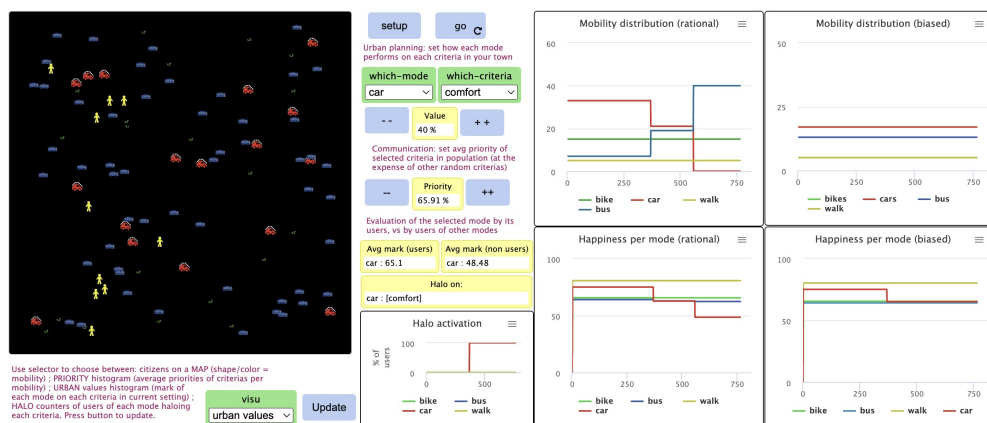 setup
go
Urban planning: set how each mode
performs on each criteria in your town
which-mode
car
which-criteria
comfort
- -
Value
40 %
+ +
Communication: set avg priority of
selected criteria in population (at the
expense of other random criterias)
--
Priority
65.91 %
++
Evaluation of the selected mode by its
users, vs by users of other modes
Avg mark (users)
car : 65.1
Avg mark (non users)
car : 48.48
Halo on:
car : [comfort]
Halo activation
% of
users
100
0
0
500
bike
bus
car
walk
Use selector to choose between: citizens on a MAP (shape/color =
mobility) ; PRIORITY histogram (average priorities of criterias per
mobility) ; URBAN values histogram (mark of
each mode on each criteria in current setting) ;
HALO counters of users of each mode haloing
each criteria. Press button to update.
visu
urban values
Update
Mobility distribution (rational)
60
40
20
0
0
250
500
750
bike
car
walk
bus
Mobility distribution (biased)
50
25
0
0
250
500
750
bikes
cars
bus
walk
Happiness per mode (rational)
100
50
0
0
250
500
750
bike
bus
walk
car
Happiness per mode (biased)
100
50
0
0
250
500
750
bike
bus
car
walk